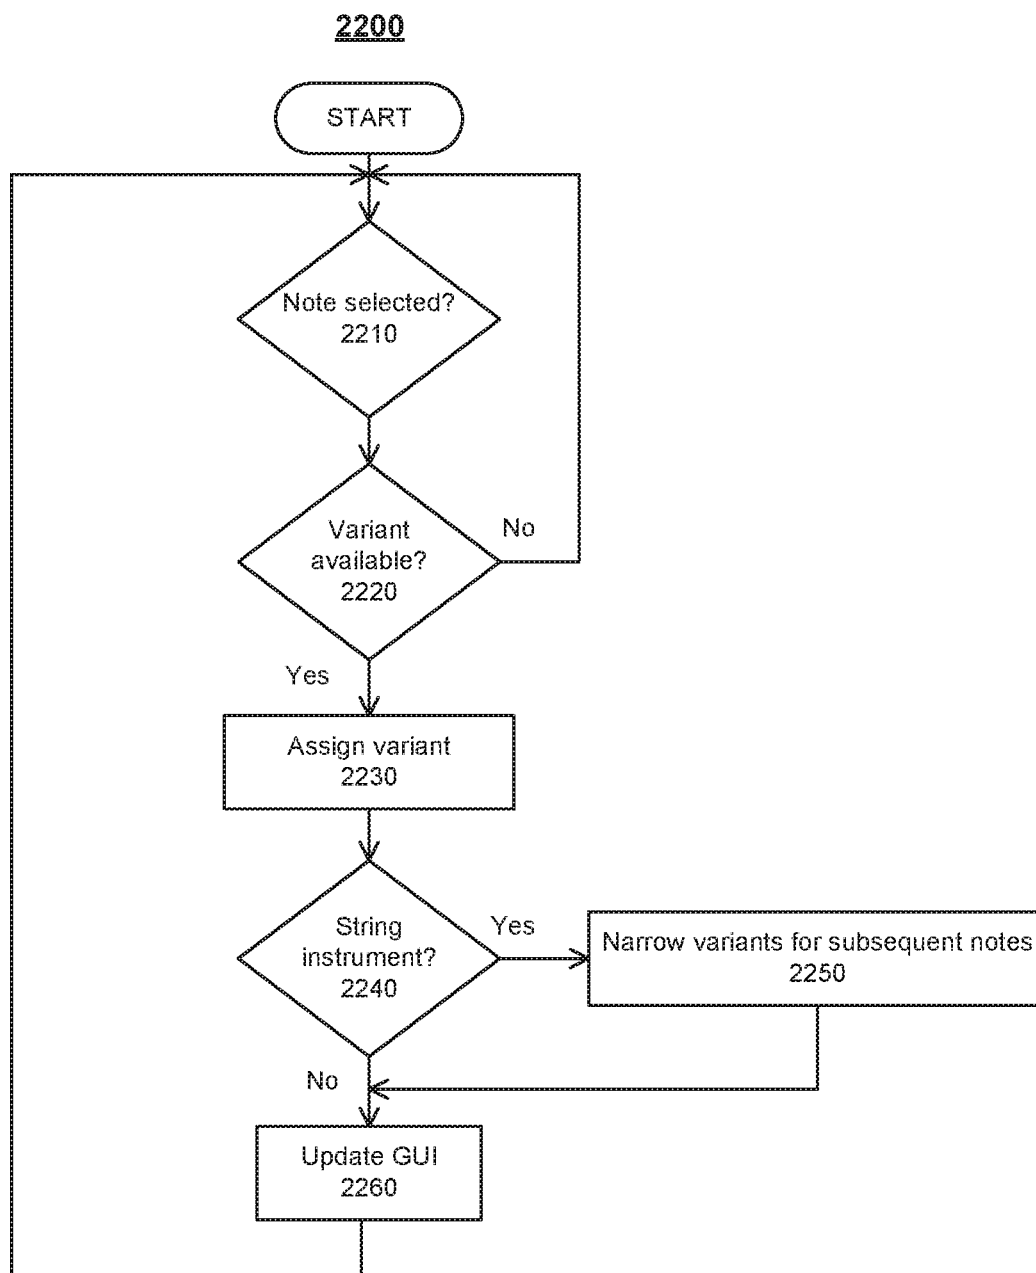 2200
START
Note selected?
2210
Variant
available?
2220
No
Yes
Assign variant
2230
String
instrument?
2240
Yes
Narrow variants for subsequent notes
2250
No
Update GUI
2260